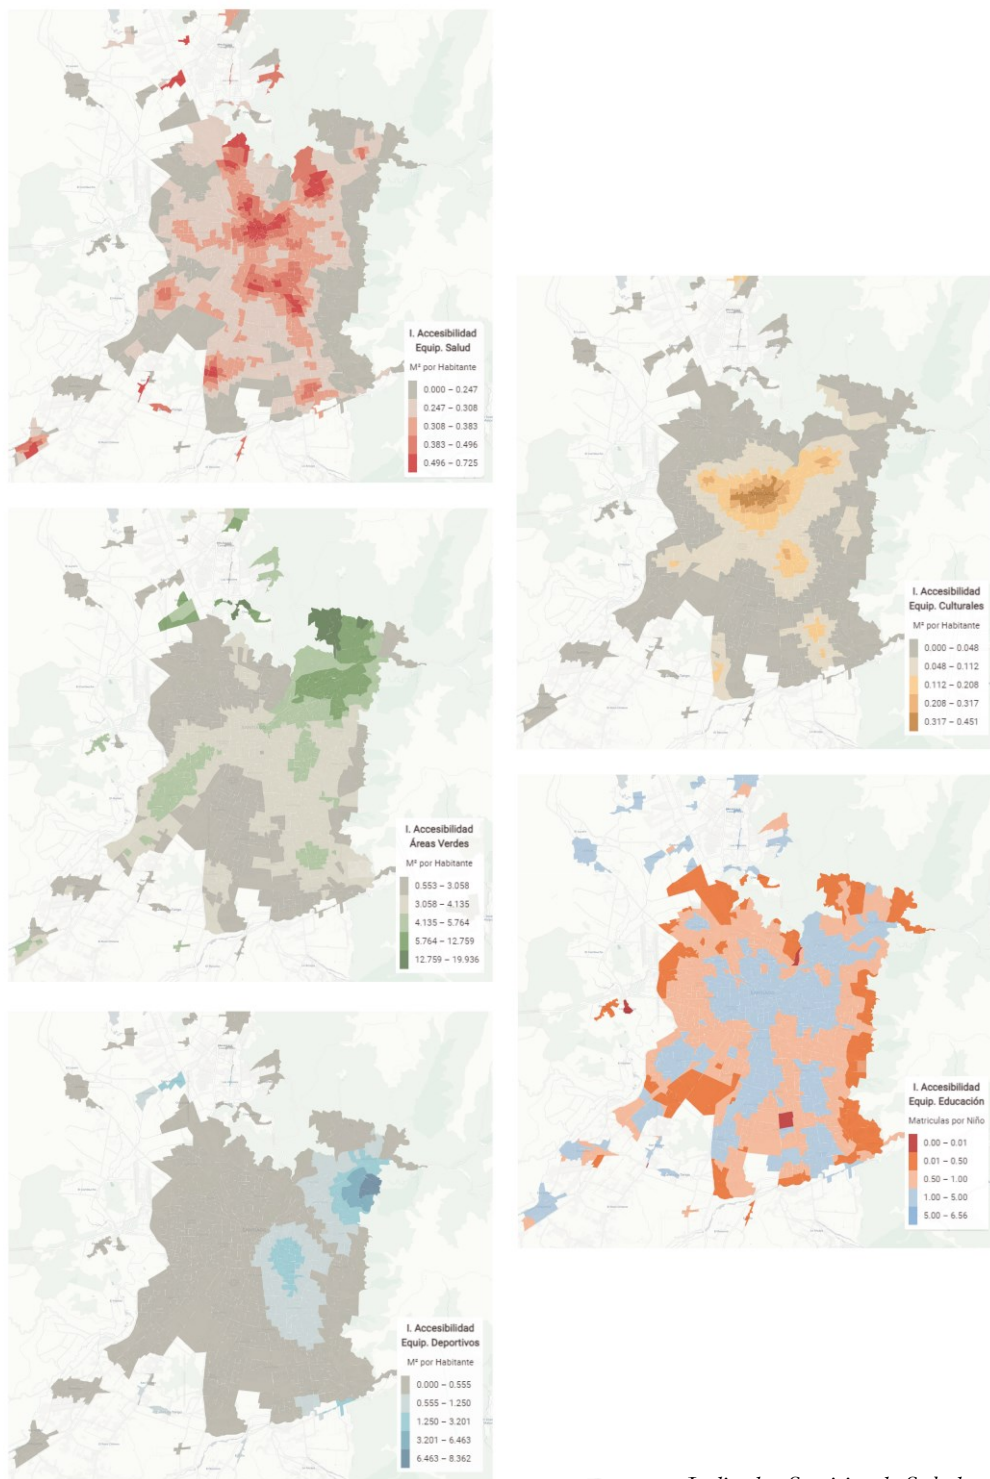 I. Accesibilidad
Equip. Salud
M² por Habitante
0.000 – 0.247
0.247 – 0.308
0.308 – 0.383
0.383 – 0.496
0.496 – 0.725
I. Accesibilidad
Equip. Culturales
M² por Habitante
0.000 – 0.048
0.048 – 0.112
0.112 – 0.208
0.208 – 0.317
0.317 – 0.451
I. Accesibilidad
Áreas Verdes
M² por Habitante
0.553 – 3.058
3.058 – 4.135
4.135 – 5.764
5.764 – 12.759
12.759 – 19.936
I. Accesibilidad
Equip. Educación
Matriculas por Niño
0.00 – 0.01
0.01 – 0.50
0.50 – 1.00
1.00 – 5.00
5.00 – 6.56
I. Accesibilidad
Equip. Deportivos
M² por Habitante
0.000 – 0.555
0.555 – 1.250
1.250 – 3.201
3.201 – 6.463
6.463 – 8.362